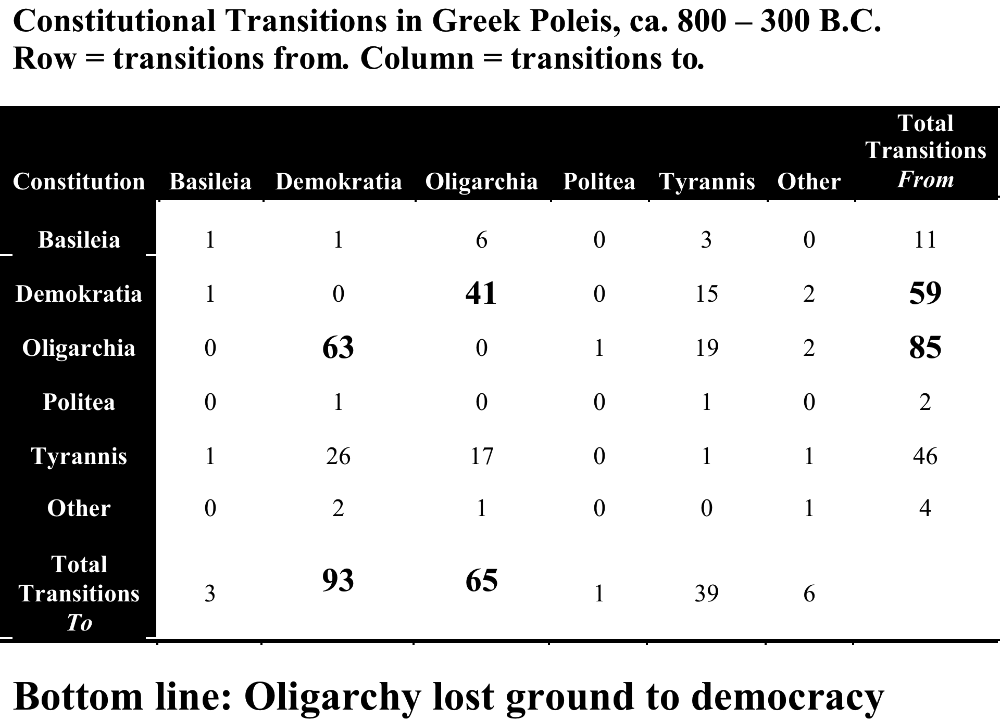 Constitutional Transitions in Greek Poleis, ca. 800 – 300 B.C.
Row = transitions from. Column = transitions to.
Total
Transitions
Constitution Basileia Demokratia Oligarchia Politea Tyrannis Other From
Basileia 1 1 6 0 3 0 11
Demokratia 1 0 41 0 15 2 59
Oligarchia 0 63 0 1 19 2 85
Politea 0 1 0 0 1 0 2
Tyrannis 1 26 17 0 1 1 46
Other 0 2 1 0 0 1 4
Total
Transitions 3 93 65 1 39 6
To
Bottom line: Oligarchy lost ground to democracy